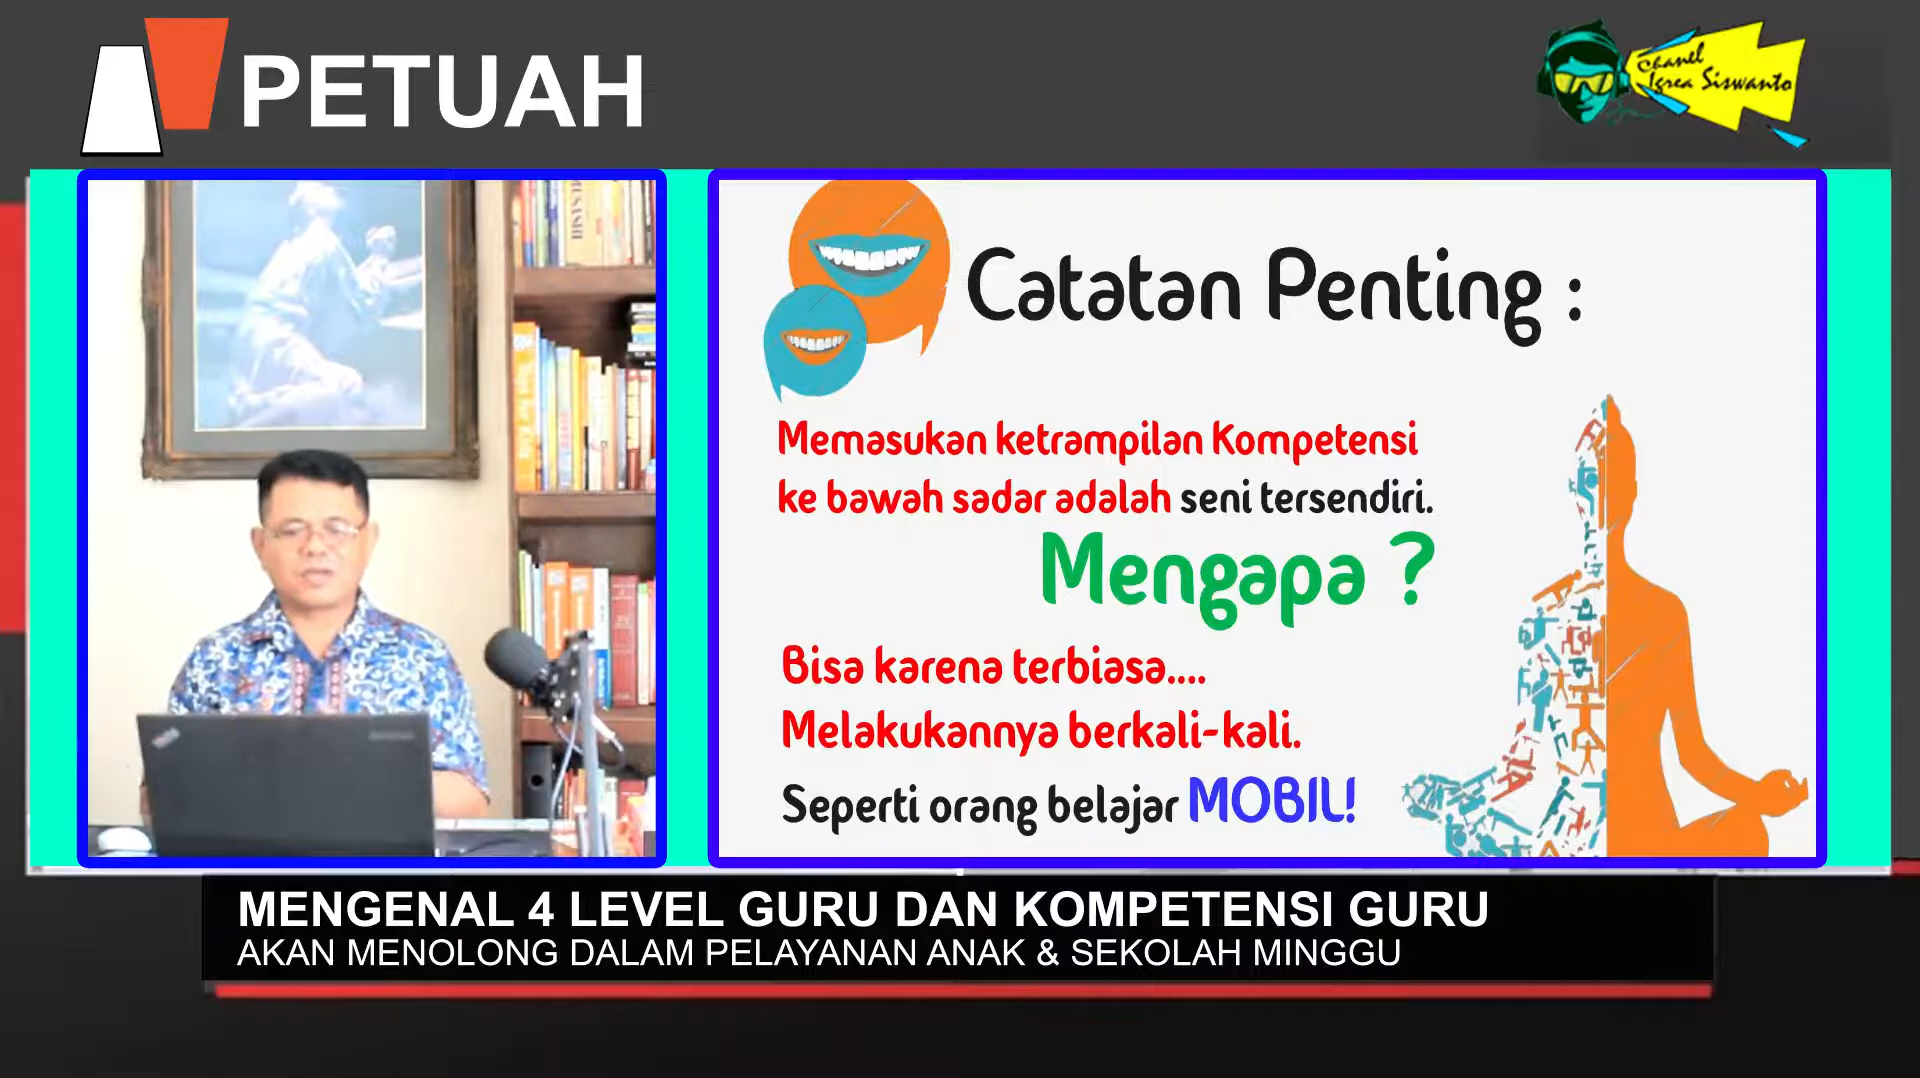 PETUAH
Chanel
Igrea Siswanto
Catatan Penting :
Memasukan ketrampilan Kompetensi
ke bawah sadar adalah seni tersendiri.
Mengapa ?
Bisa karena terbiasa....
Melakukannya berkali-kali.
Seperti orang belajar MOBIL!
MENGENAL 4 LEVEL GURU DAN KOMPETENSI GURU
AKAN MENOLONG DALAM PELAYANAN ANAK & SEKOLAH MINGGU